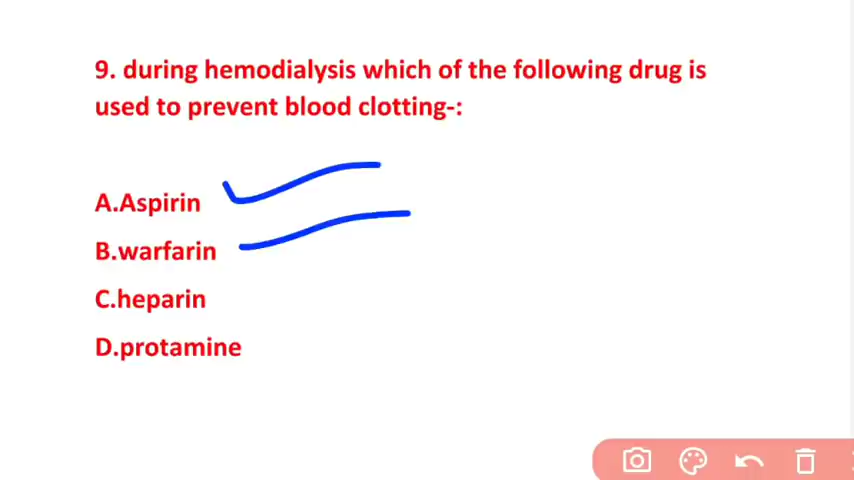 9. during hemodialysis which of the following drug is
used to prevent blood clotting-:
A.Aspirin
B.warfarin
C.heparin
D.protamine